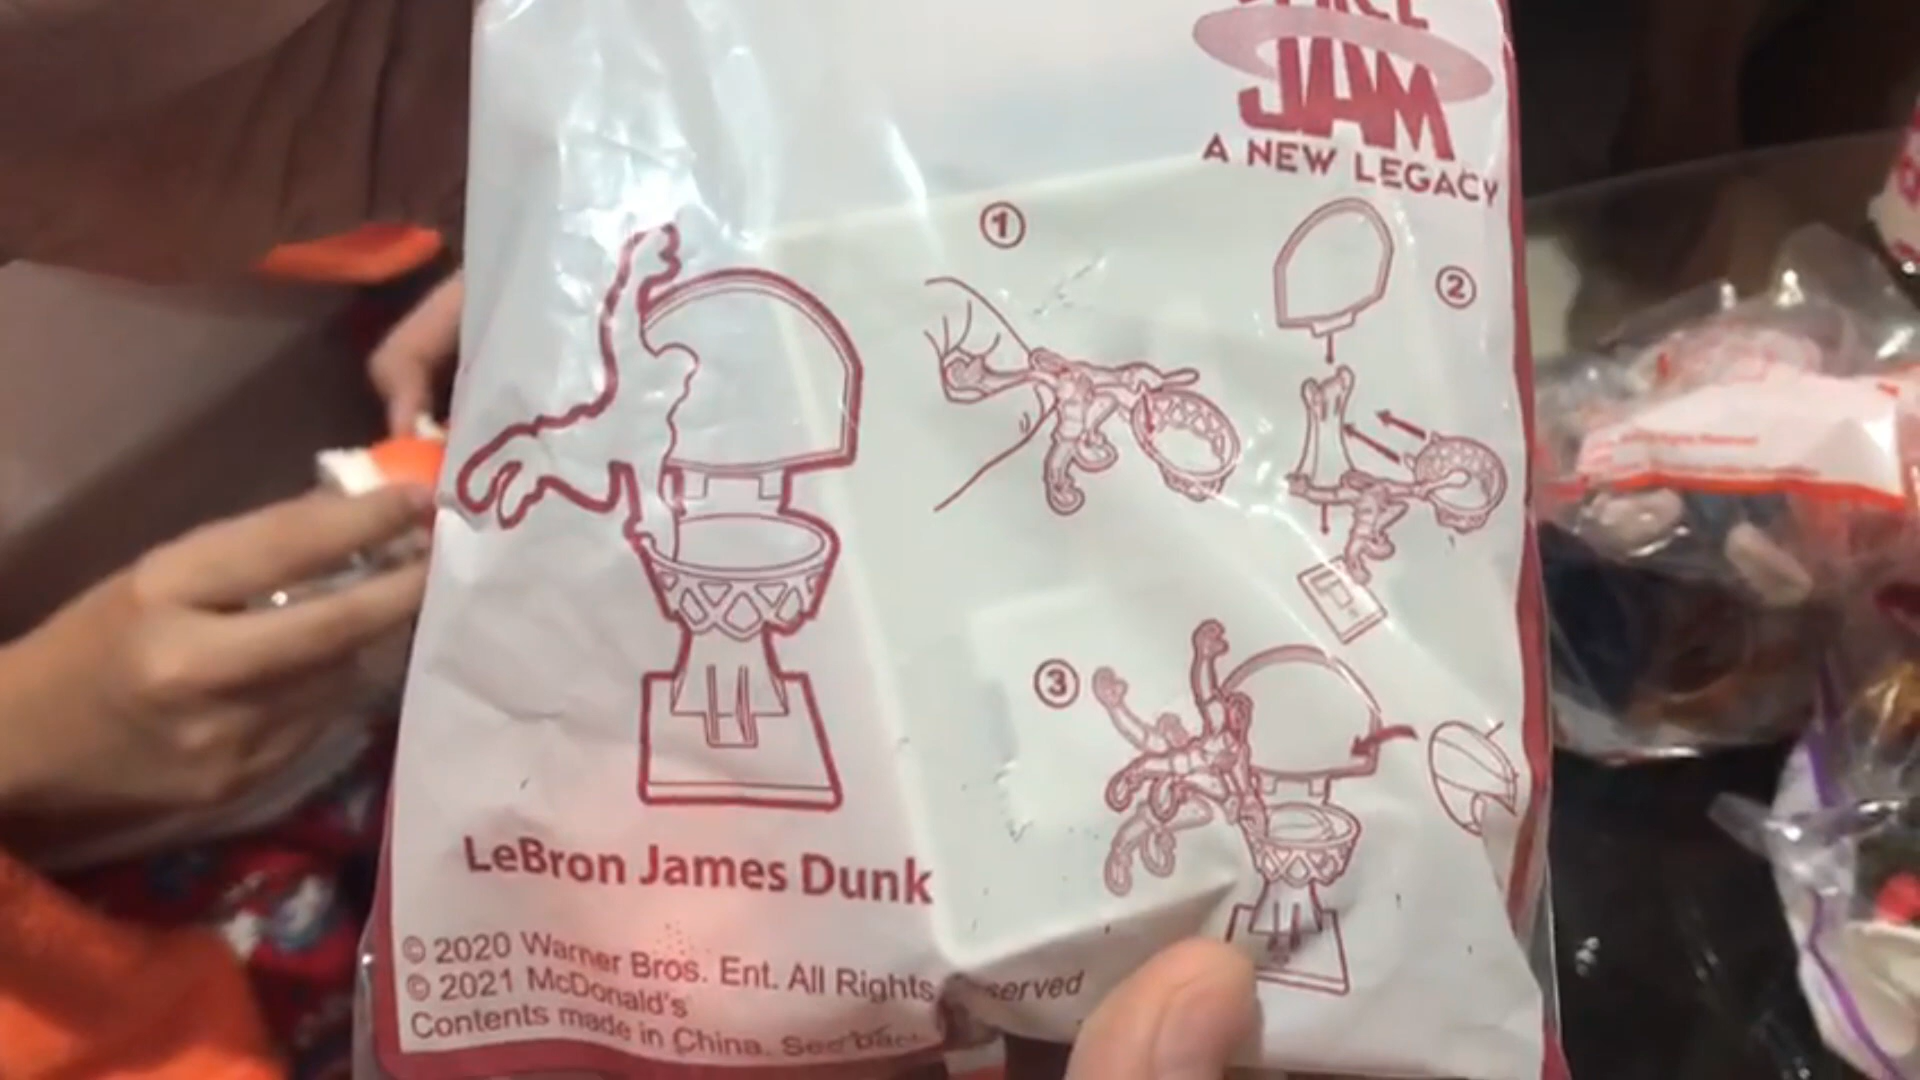 JAM
A NEW LEGACY
1
2
3
LeBron James Dunk
© 2020 Warner Bros. Ent. All Rights
© 2021 McDonald's
Contents made in China. See